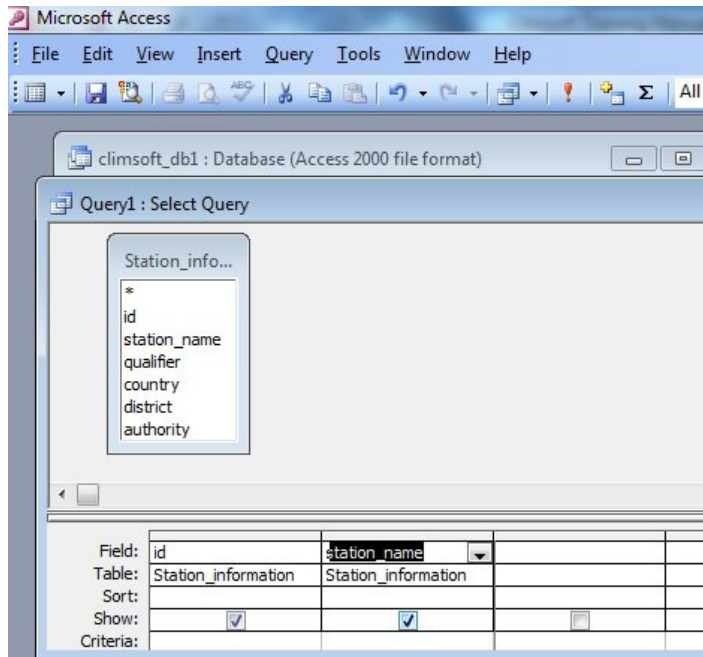 Microsoft Access
File Edit View Insert Query Tools Window Help
ABC All
climsoft_db1 : Database (Access 2000 file format)
Query1 : Select Query
Station_info...
*
id
station_name
qualifier
country
district
authority
Field: id station_name
Table: Station_information Station_information
Sort:
Show:
Criteria: